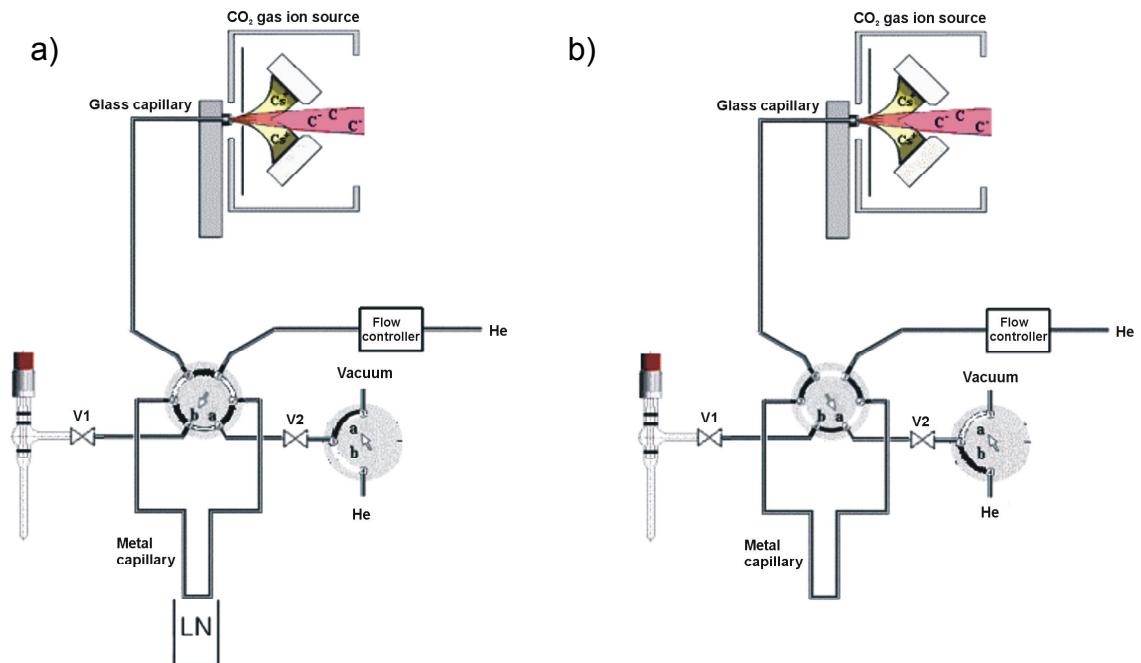 a)
CO₂ gas ion source
Glass capillary
Cs⁺
C⁻ C
C⁻
Cs⁺
Flow
controller
He
Vacuum
V1
b a
V2
a
b
He
Metal
capillary
LN
b)
CO₂ gas ion source
Glass capillary
Cs⁺
C⁻ C
C⁻
Cs⁺
Flow
controller
He
Vacuum
V1
b a
V2
a
b
He
Metal
capillary